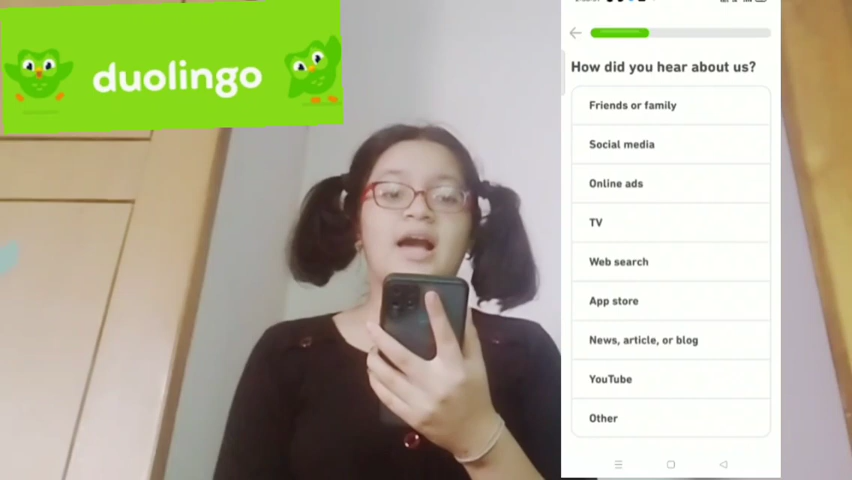 duolingo
How did you hear about us?
Friends or family
Social media
Online ads
TV
Web search
App store
News, article, or blog
YouTube
Other